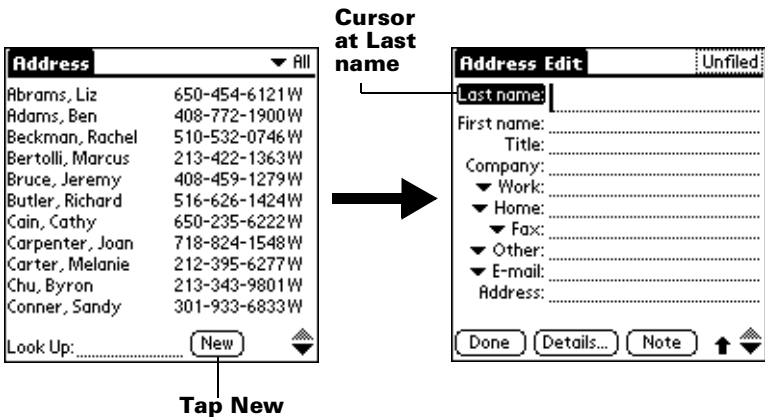 Cursor
at Last
name
Address ▼ All
Abrams, Liz 650-454-6121W
Adams, Ben 408-772-1900W
Beckman, Rachel 510-532-0746W
Bertolli, Marcus 213-422-1363W
Bruce, Jeremy 408-459-1279W
Butler, Richard 516-626-1424W
Cain, Cathy 650-235-6222W
Carpenter, Joan 718-824-1548W
Carter, Melanie 212-395-6277W
Chu, Byron 213-343-9801W
Conner, Sandy 301-933-6833W
Look Up: New
Tap New
Address Edit Unfiled
Last name:
First name:
Title:
Company:
▼ Work:
▼ Home:
▼ Fax:
▼ Other:
▼ E-mail:
Address:
Done Details... Note